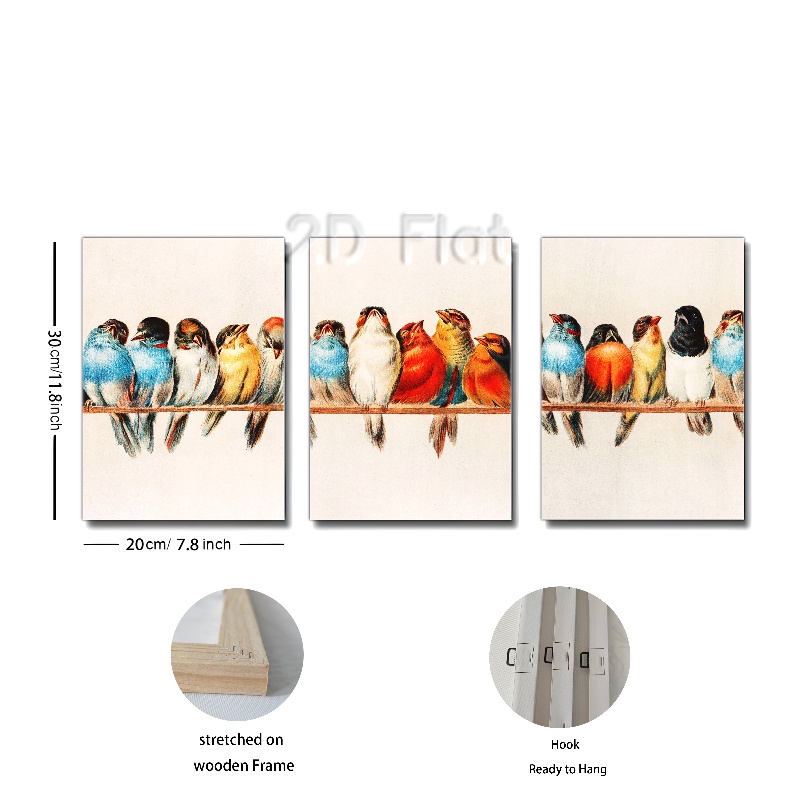 2D Flat
30cm/11.8inch
20cm/ 7.8 inch
stretched on
wooden Frame
Hook
Ready to Hang